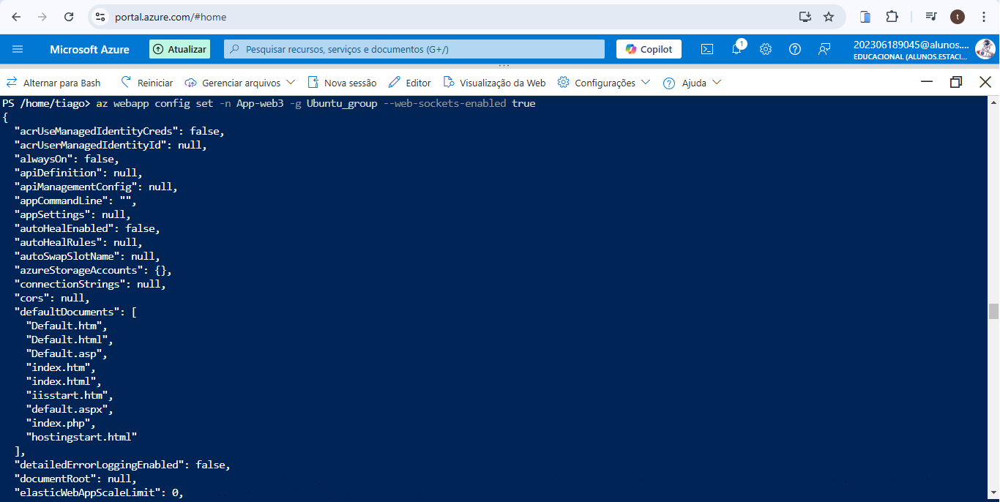 portal.azure.com/#home
t
Microsoft Azure
Atualizar
Pesquisar recursos, serviços e documentos (G+/)
Copilot
1
202306189045@alunos....
EDUCACIONAL (ALUNOS.ESTACI...
Alternar para Bash
Reiniciar
Gerenciar arquivos
Nova sessão
Editor
Visualização da Web
Configurações
Ajuda
PS /home/tiago> az webapp config set -n App-web3 -g Ubuntu_group --web-sockets-enabled true
{
"acrUseManagedIdentityCreds": false,
"acrUserManagedIdentityId": null,
"alwaysOn": false,
"apiDefinition": null,
"apiManagementConfig": null,
"appCommandLine": "",
"appSettings": null,
"autoHealEnabled": false,
"autoHealRules": null,
"autoSwapSlotName": null,
"azureStorageAccounts": {},
"connectionStrings": null,
"cors": null,
"defaultDocuments": [
"Default.htm",
"Default.html",
"Default.asp",
"index.htm",
"index.html",
"iisstart.htm",
"default.aspx",
"index.php",
"hostingstart.html"
],
"detailedErrorLoggingEnabled": false,
"documentRoot": null,
"elasticWebAppScaleLimit": 0,